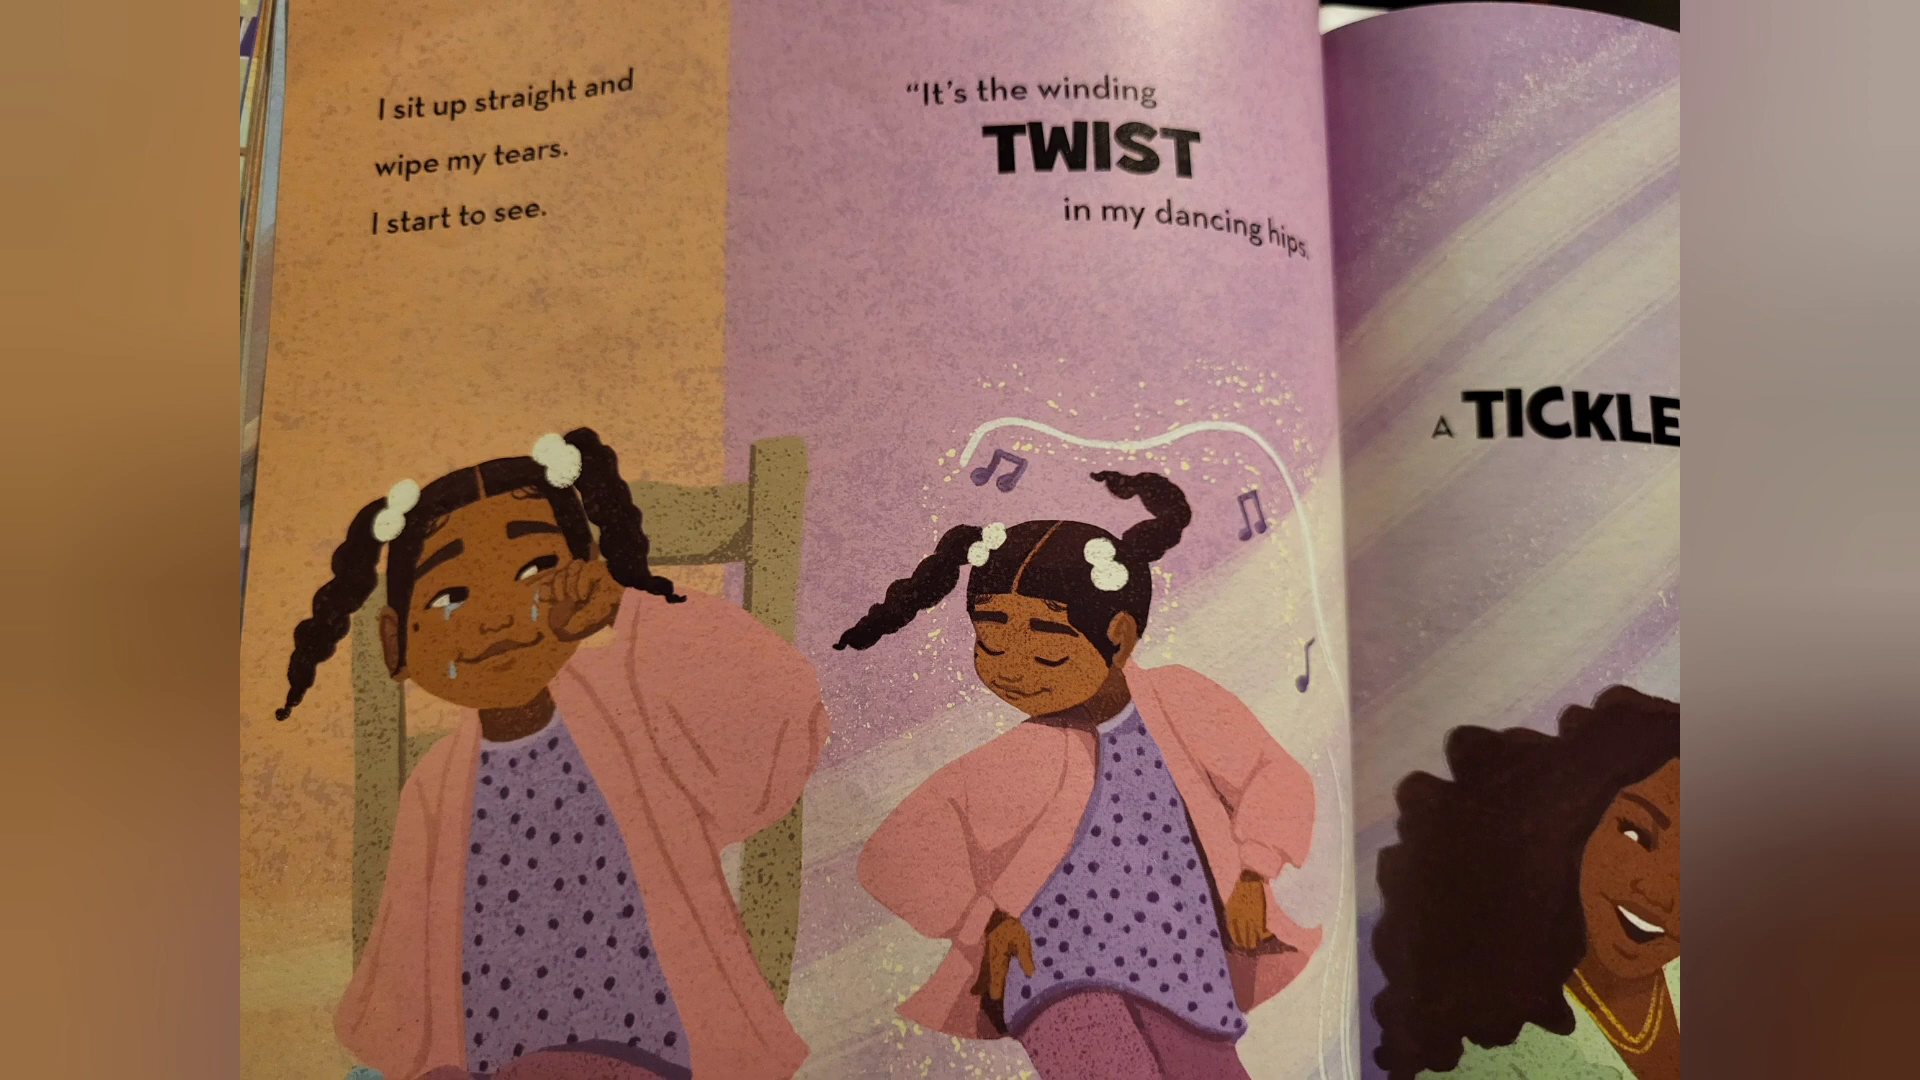 I sit up straight and
wipe my tears.
I start to see.
“It’s the winding
TWIST
in my dancing hips.
A TICKLE